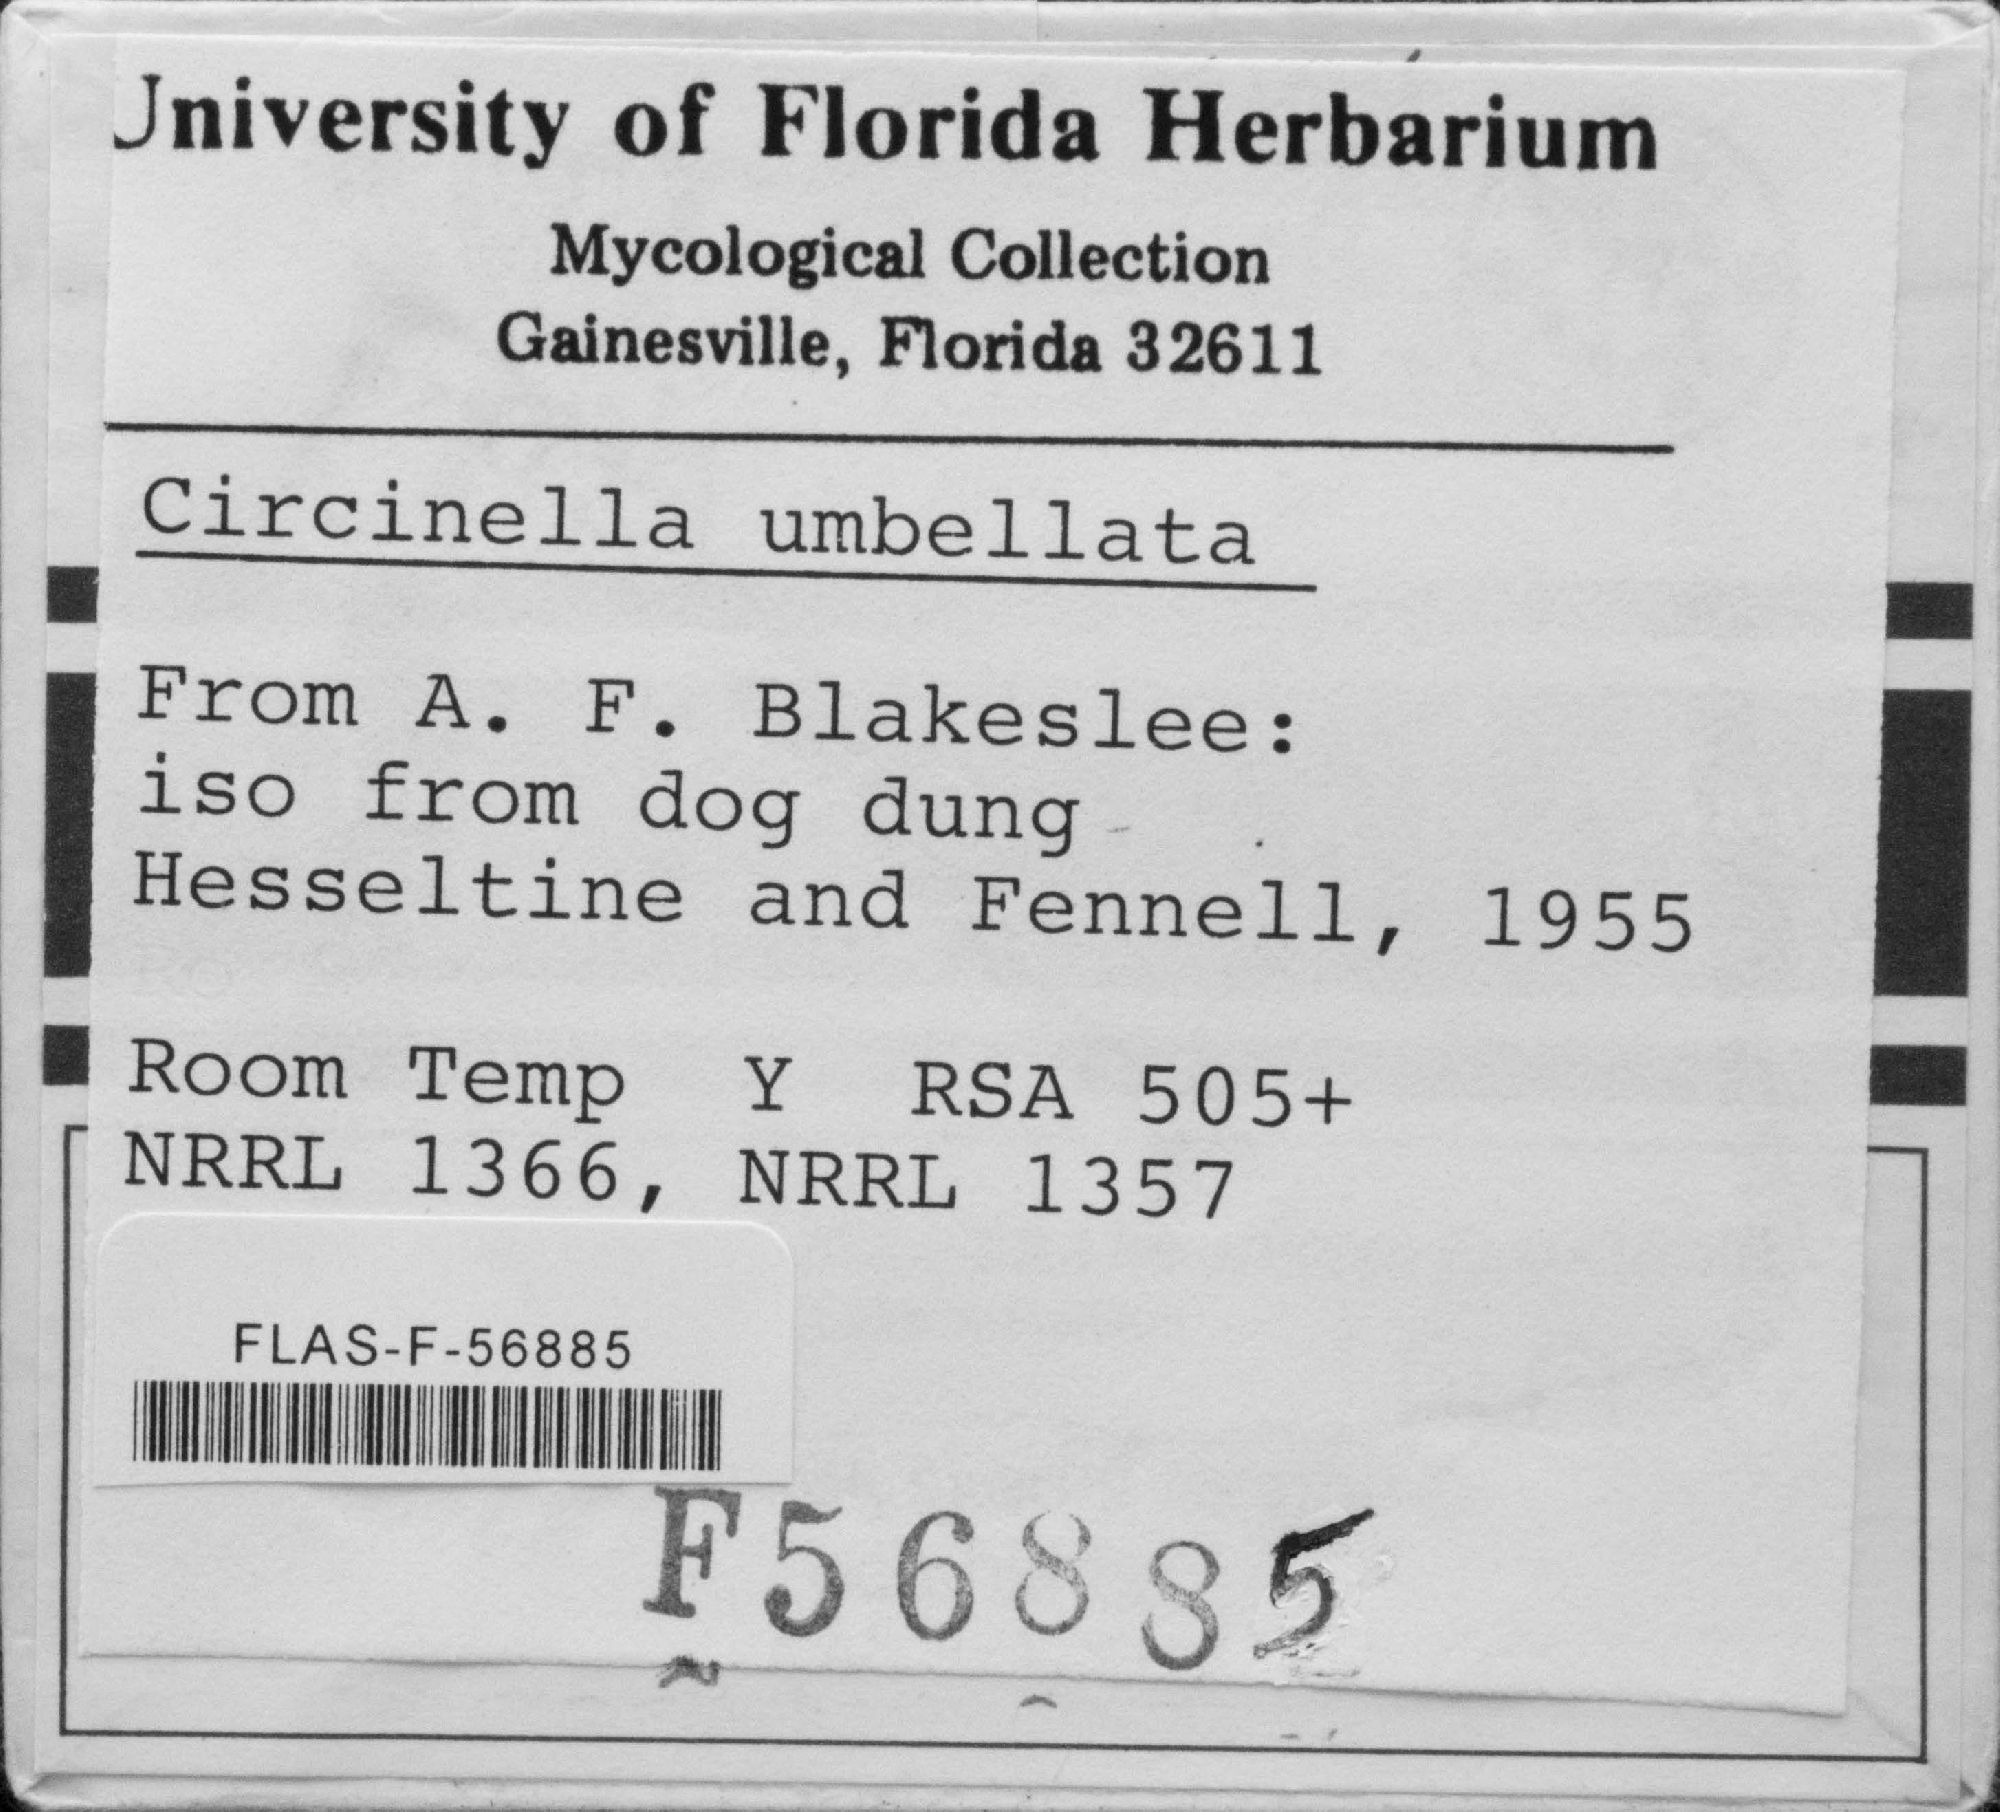 University of Florida Herbarium
Mycological Collection
Gainesville, Florida 32611
Circinella umbellata
From A. F. Blakeslee:
iso from dog dung
Hesseltine and Fennell, 1955
Room Temp Y RSA 505+
NRRL 1366, NRRL 1357
FLAS-F-56885
F56885